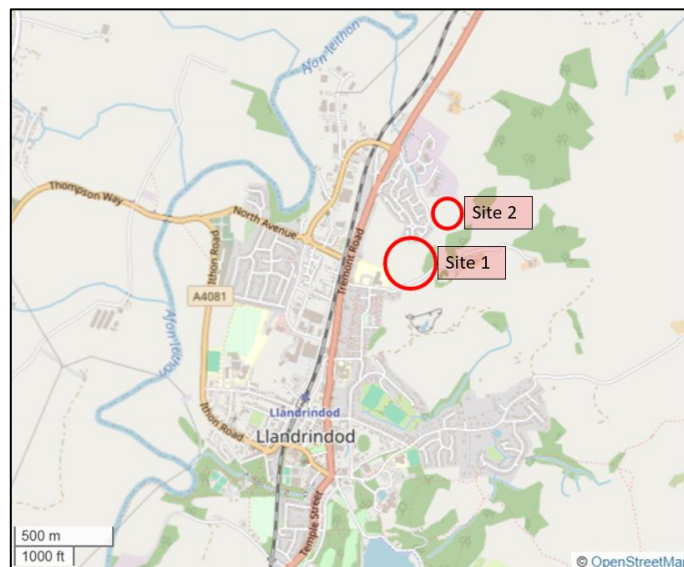 Afon Ieithon
Thompson Way
North Avenue
Ithon Road
Tremont Road
Site 2
Site 1
A4081
Afon Ieithon
Llandrindod
Ithon Road
Llandrindod
Temple Street
500 m
1000 ft
© OpenStreetMap